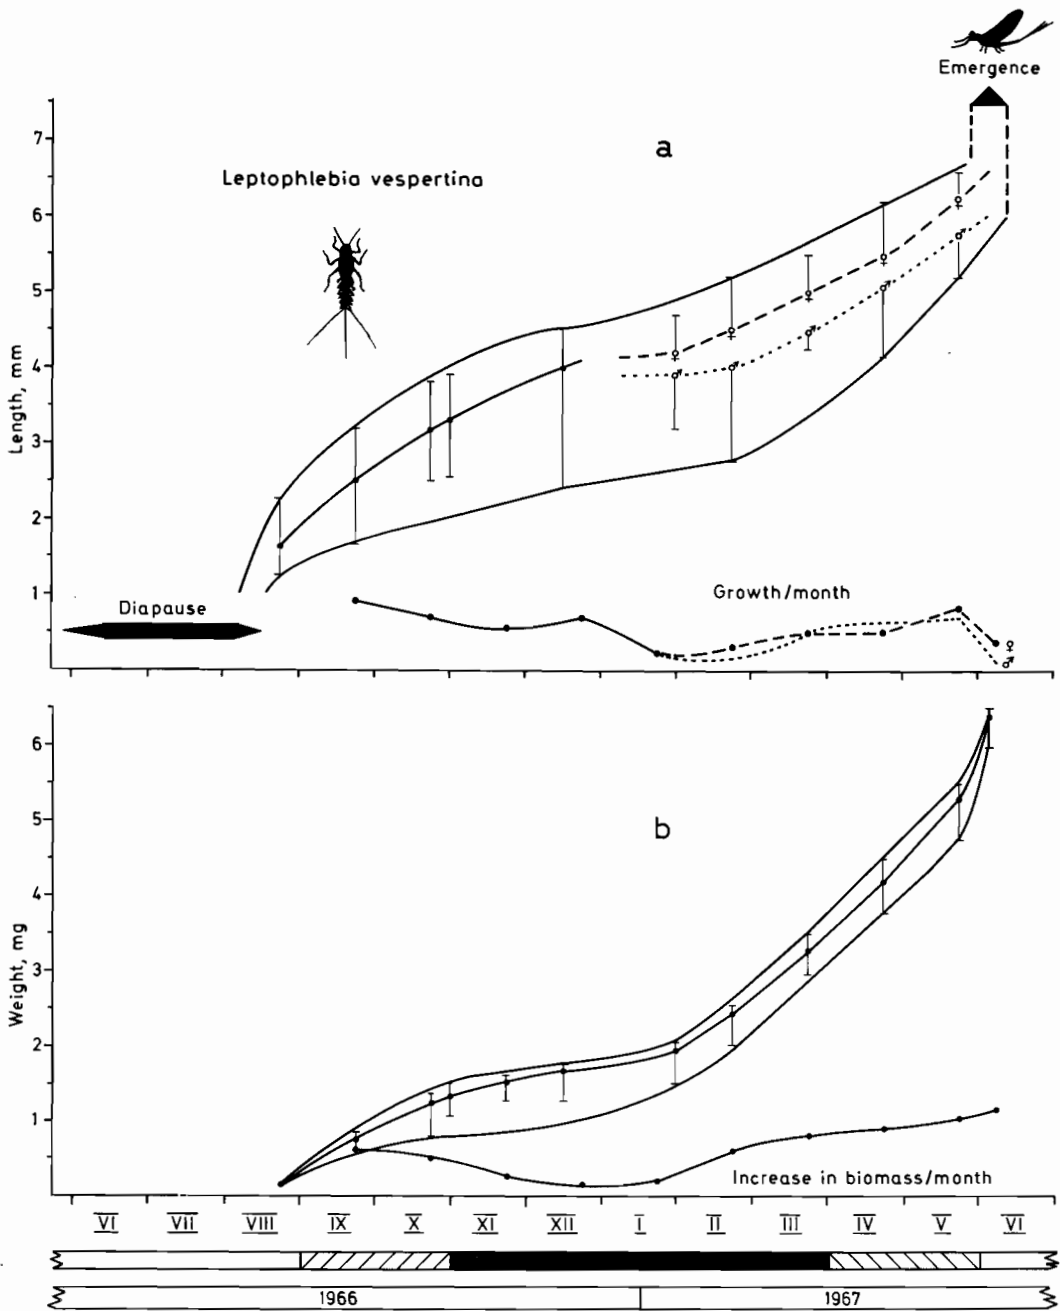 Emergence
a
Leptophlebia vespertina
Length, mm
7
6
5
4
3
2
1
Diapause
Growth/month
♀
♂
b
Weight, mg
6
5
4
3
2
1
Increase in biomass/month
VI VII VIII IX X XI XII I II III IV V VI
1966 1967